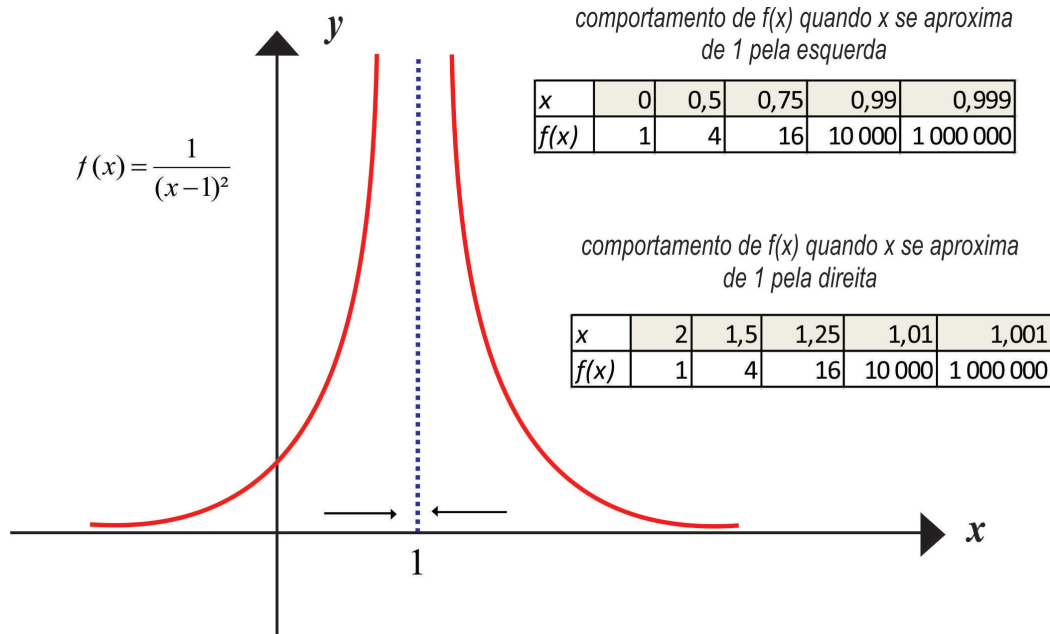 comportamento de f(x) quando x se aproxima
de 1 pela esquerda
x 0 0,5 0,75 0,99 0,999
f(x) 1 4 16 10 000 1 000 000
y
f(x) = 1/(x−1)²
comportamento de f(x) quando x se aproxima
de 1 pela direita
x 2 1,5 1,25 1,01 1,001
f(x) 1 4 16 10 000 1 000 000
x
1